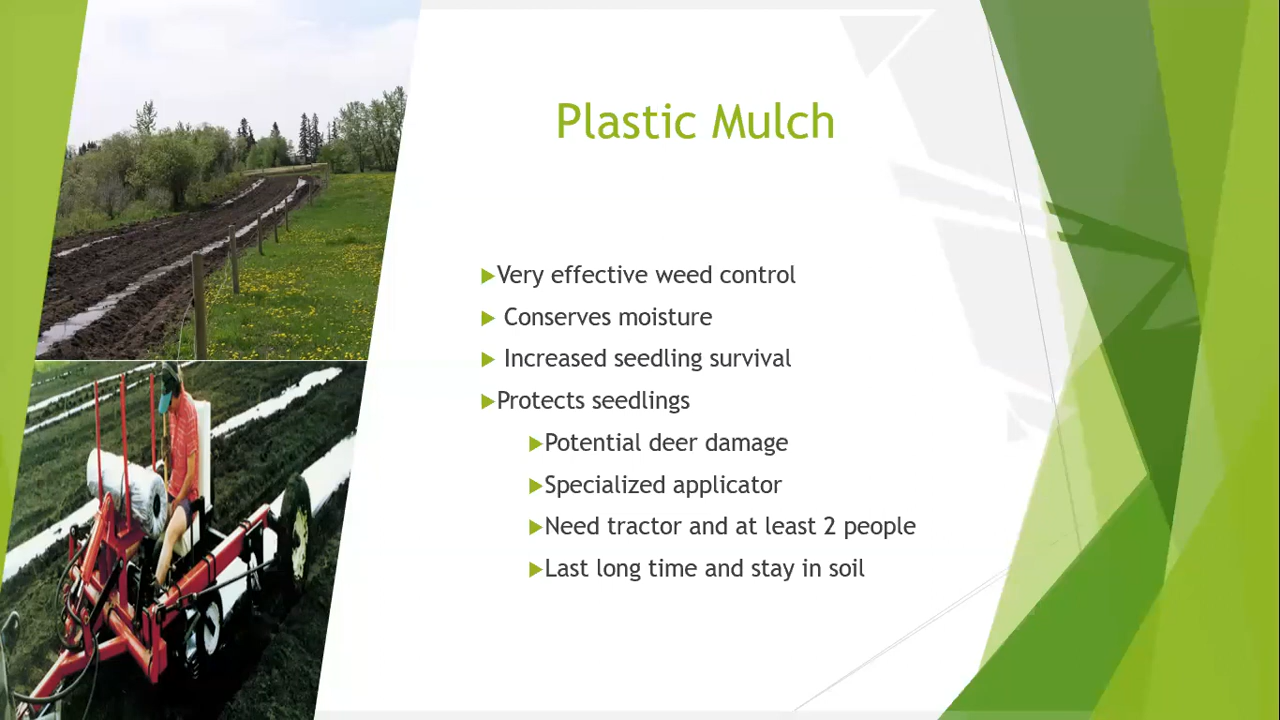 Plastic Mulch
Very effective weed control
Conserves moisture
Increased seedling survival
Protects seedlings
Potential deer damage
Specialized applicator
Need tractor and at least 2 people
Last long time and stay in soil